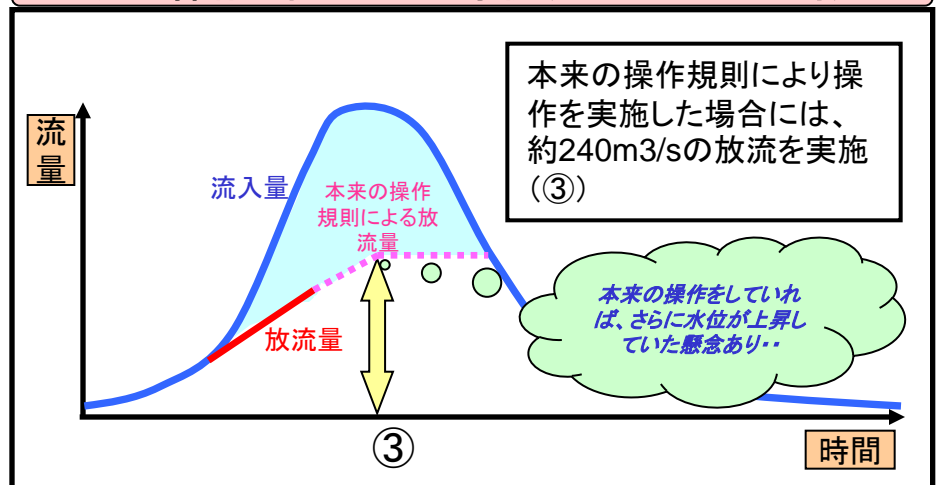 本来の操作規則により操
作を実施した場合には、
約240m3/sの放流を実施
(③)
流
量
流入量
本来の操作
規則による放
流量
放流量
本来の操作をしていれ
ば、さらに水位が上昇し
ていた懸念あり・・
③
時間